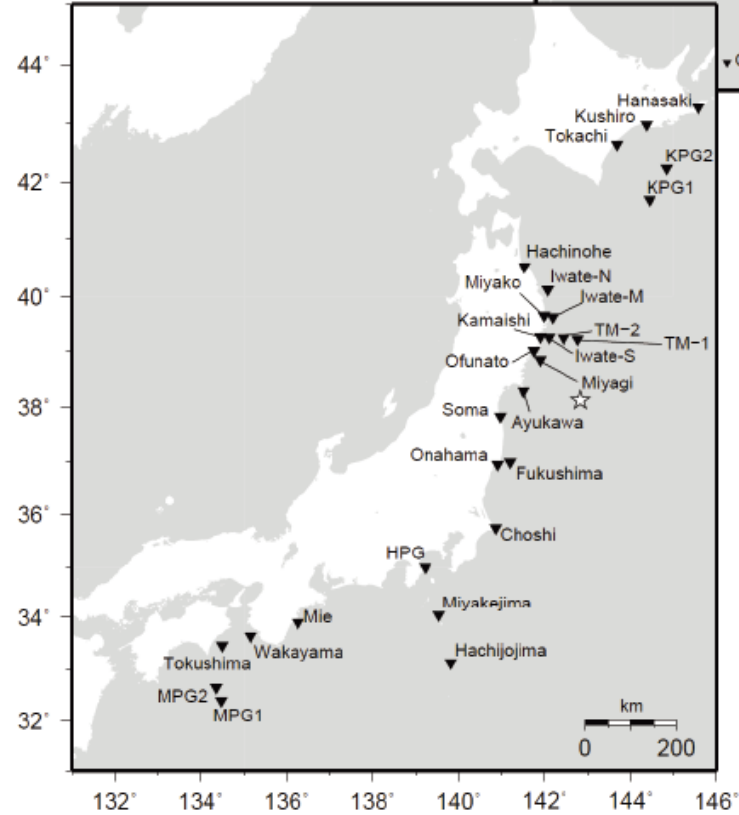 44°
Hanasaki
Kushiro
Tokachi
KPG2
42°
KPG1
Hachinohe
Iwate-N
Miyako
40°
Iwate-M
Kamaishi
TM-2
TM-1
Iwate-S
Ofunato
Miyagi
38°
Soma
Ayukawa
Onahama
Fukushima
36°
Choshi
HPG
34°
Miyakejima
Mie
Wakayama
Hachijojima
Tokushima
MPG2
MPG1
km
32°
0 200
132° 134° 136° 138° 140° 142° 144° 146°